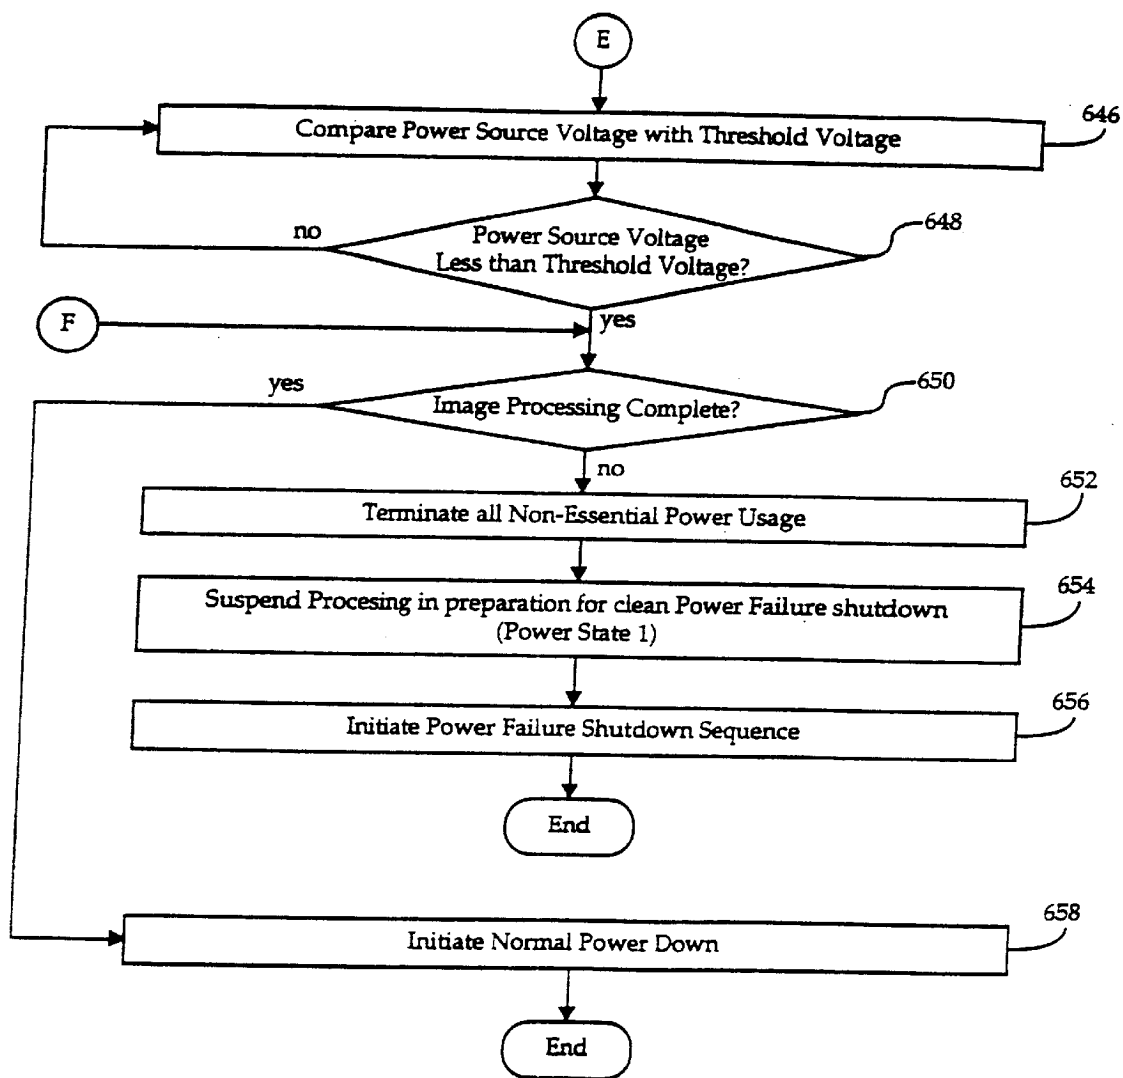 E
Compare Power Source Voltage with Threshold Voltage
646
Power Source Voltage
Less than Threshold Voltage?
648
no
F
yes
yes
Image Processing Complete?
650
no
Terminate all Non-Essential Power Usage
652
Suspend Procesing in preparation for clean Power Failure shutdown
(Power State 1)
654
Initiate Power Failure Shutdown Sequence
656
End
Initiate Normal Power Down
658
End